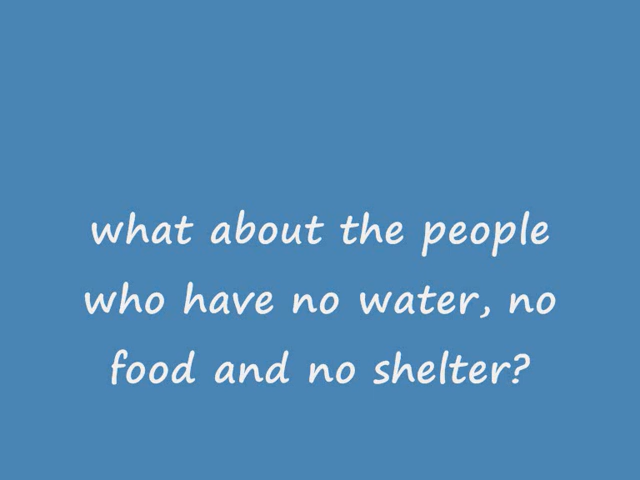 what about the people
who have no water, no
food and no shelter?